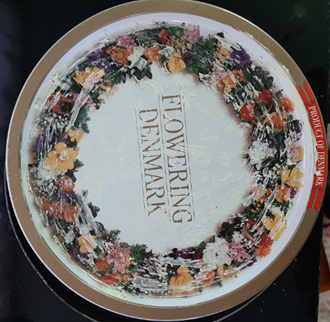 FLOWERING
DENMARK
PRODUCT OF DENMARK